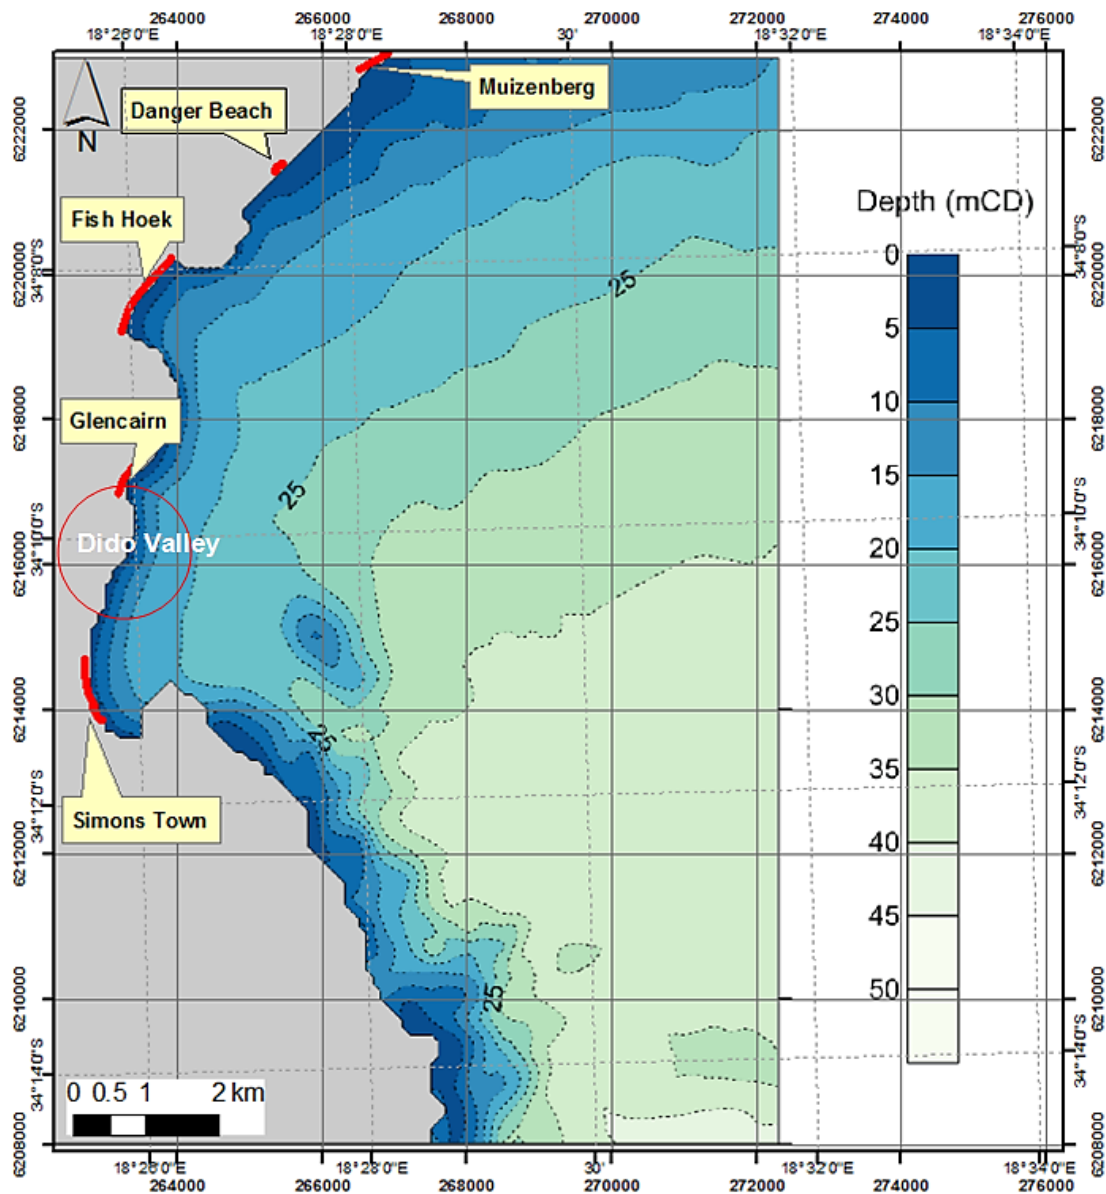 264000 266000 268000 270000 272000 274000 276000
18°26'0"E 18°28'0"E 30' 18°32'0"E 18°34'0"E
Muizenberg
Danger Beach
N
6222000
6222000
Depth (mCD)
Fish Hoek
34°8'0"S
34°8'0"S
6220000
6220000
0
25
5
10
6218000
6218000
Glencairn
15
25
34°10'0"S
34°10'0"S
Dido Valley
20
6216000
6216000
25
30
6214000
6214000
25
35
34°12'0"S
34°12'0"S
Simons Town
40
6212000
6212000
45
50
25
6210000
6210000
34°14'0"S
34°14'0"S
0 0.5 1 2 km
6208000
6208000
18°28'0"E 18°28'0"E 30' 18°32'0"E 18°34'0"E
264000 266000 268000 270000 272000 274000 276000